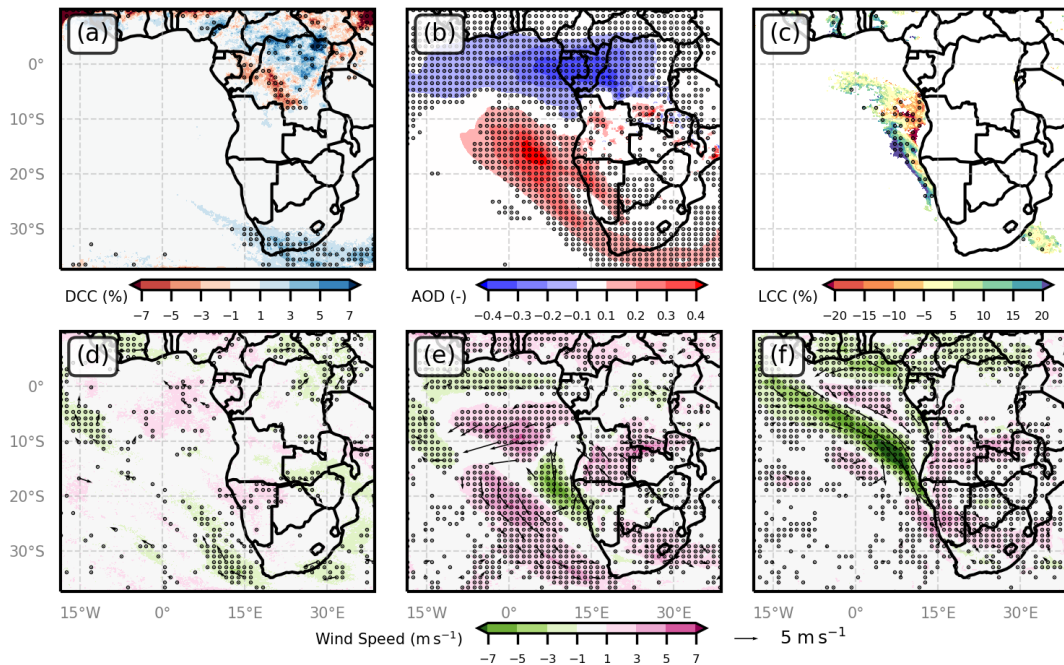 (a) (b) (c)
0°
10°S
20°S
30°S
DCC (%) −7 −5 −3 −1 1 3 5 7
AOD (-) −0.4 −0.3 −0.2 −0.1 0.1 0.2 0.3 0.4
LCC (%) −20 −15 −10 −5 5 10 15 20
(d) (e) (f)
0°
10°S
20°S
30°S
15°W 0° 15°E 30°E 15°W 0° 15°E 30°E 15°W 0° 15°E 30°E
Wind Speed (m s⁻¹) −7 −5 −3 −1 1 3 5 7
5 m s⁻¹